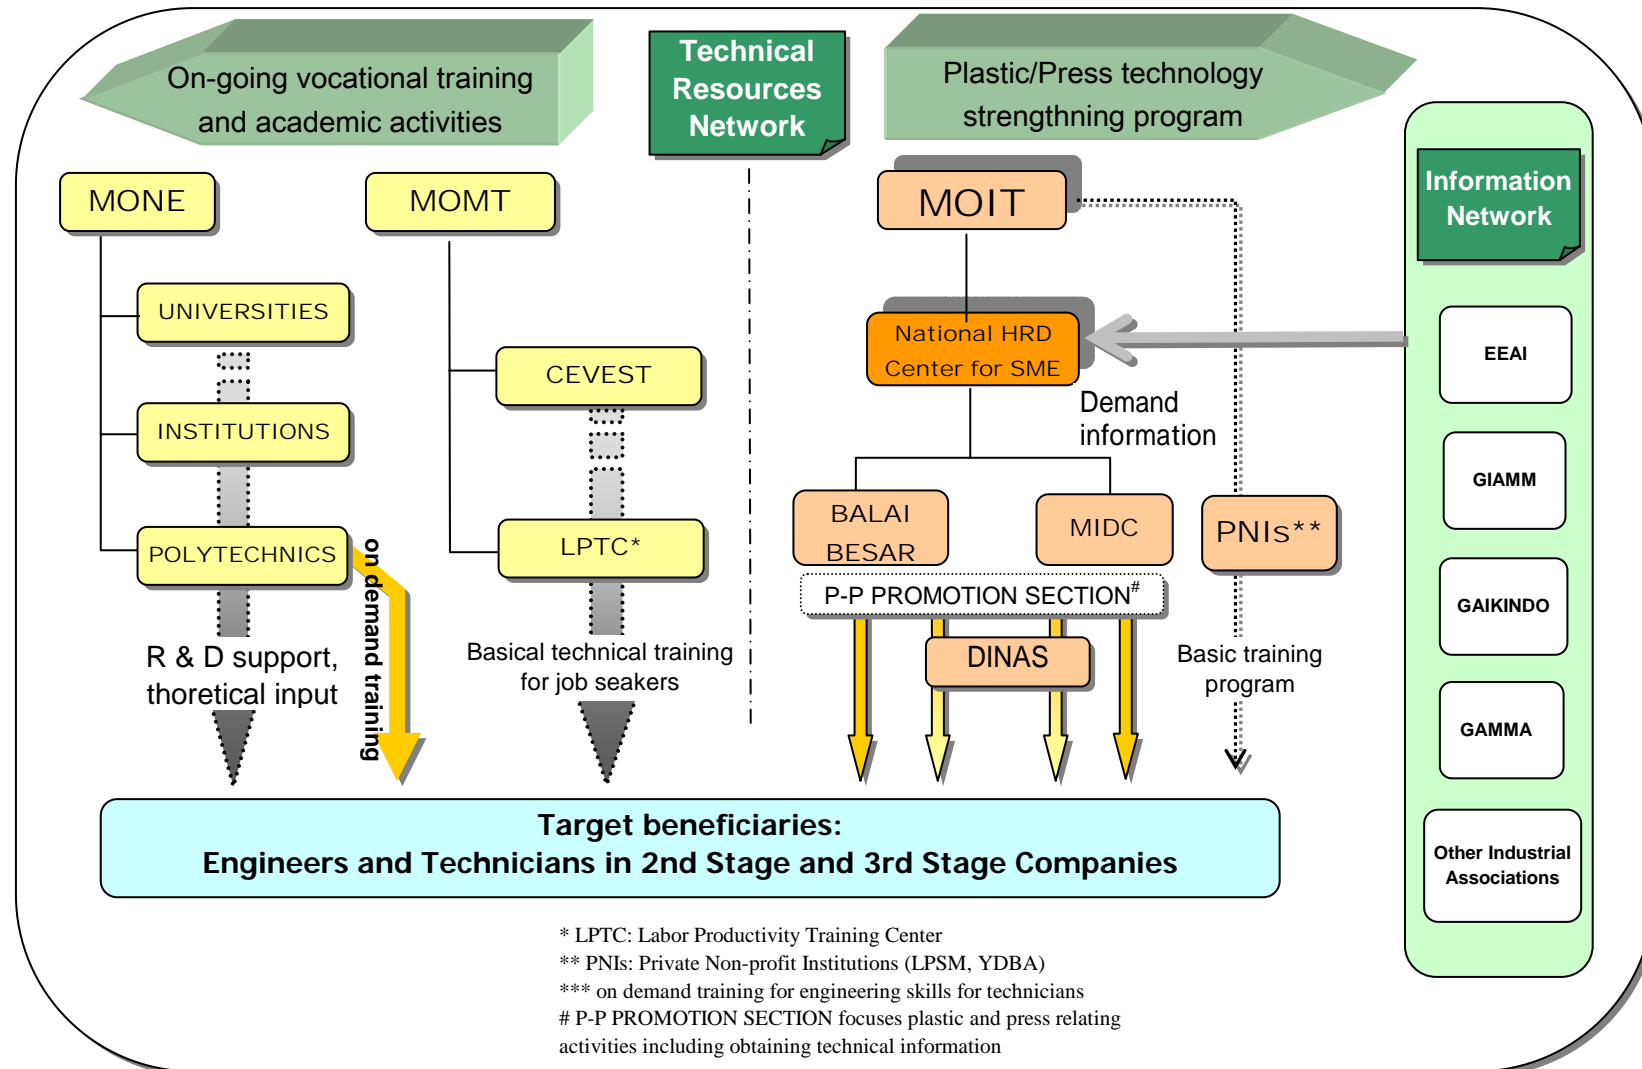 On-going vocational training
and academic activities
Technical
Resources
Network
Plastic/Press technology
strengthning program
MONE
MOMT
MOIT
Information
Network
UNIVERSITIES
INSTITUTIONS
POLYTECHNICS
CEVEST
LPTC*
National HRD
Center for SME
Demand
information
BALAI
BESAR
MIDC
PNIs**
P-P PROMOTION SECTION#
DINAS
on demand training
R & D support,
thoretical input
Basical technical training
for job seakers
Basic training
program
EEAI
GIAMM
GAIKINDO
GAMMA
Other Industrial
Associations
Target beneficiaries:
Engineers and Technicians in 2nd Stage and 3rd Stage Companies
* LPTC: Labor Productivity Training Center
** PNIs: Private Non-profit Institutions (LPSM, YDBA)
*** on demand training for engineering skills for technicians
# P-P PROMOTION SECTION focuses plastic and press relating
activities including obtaining technical information